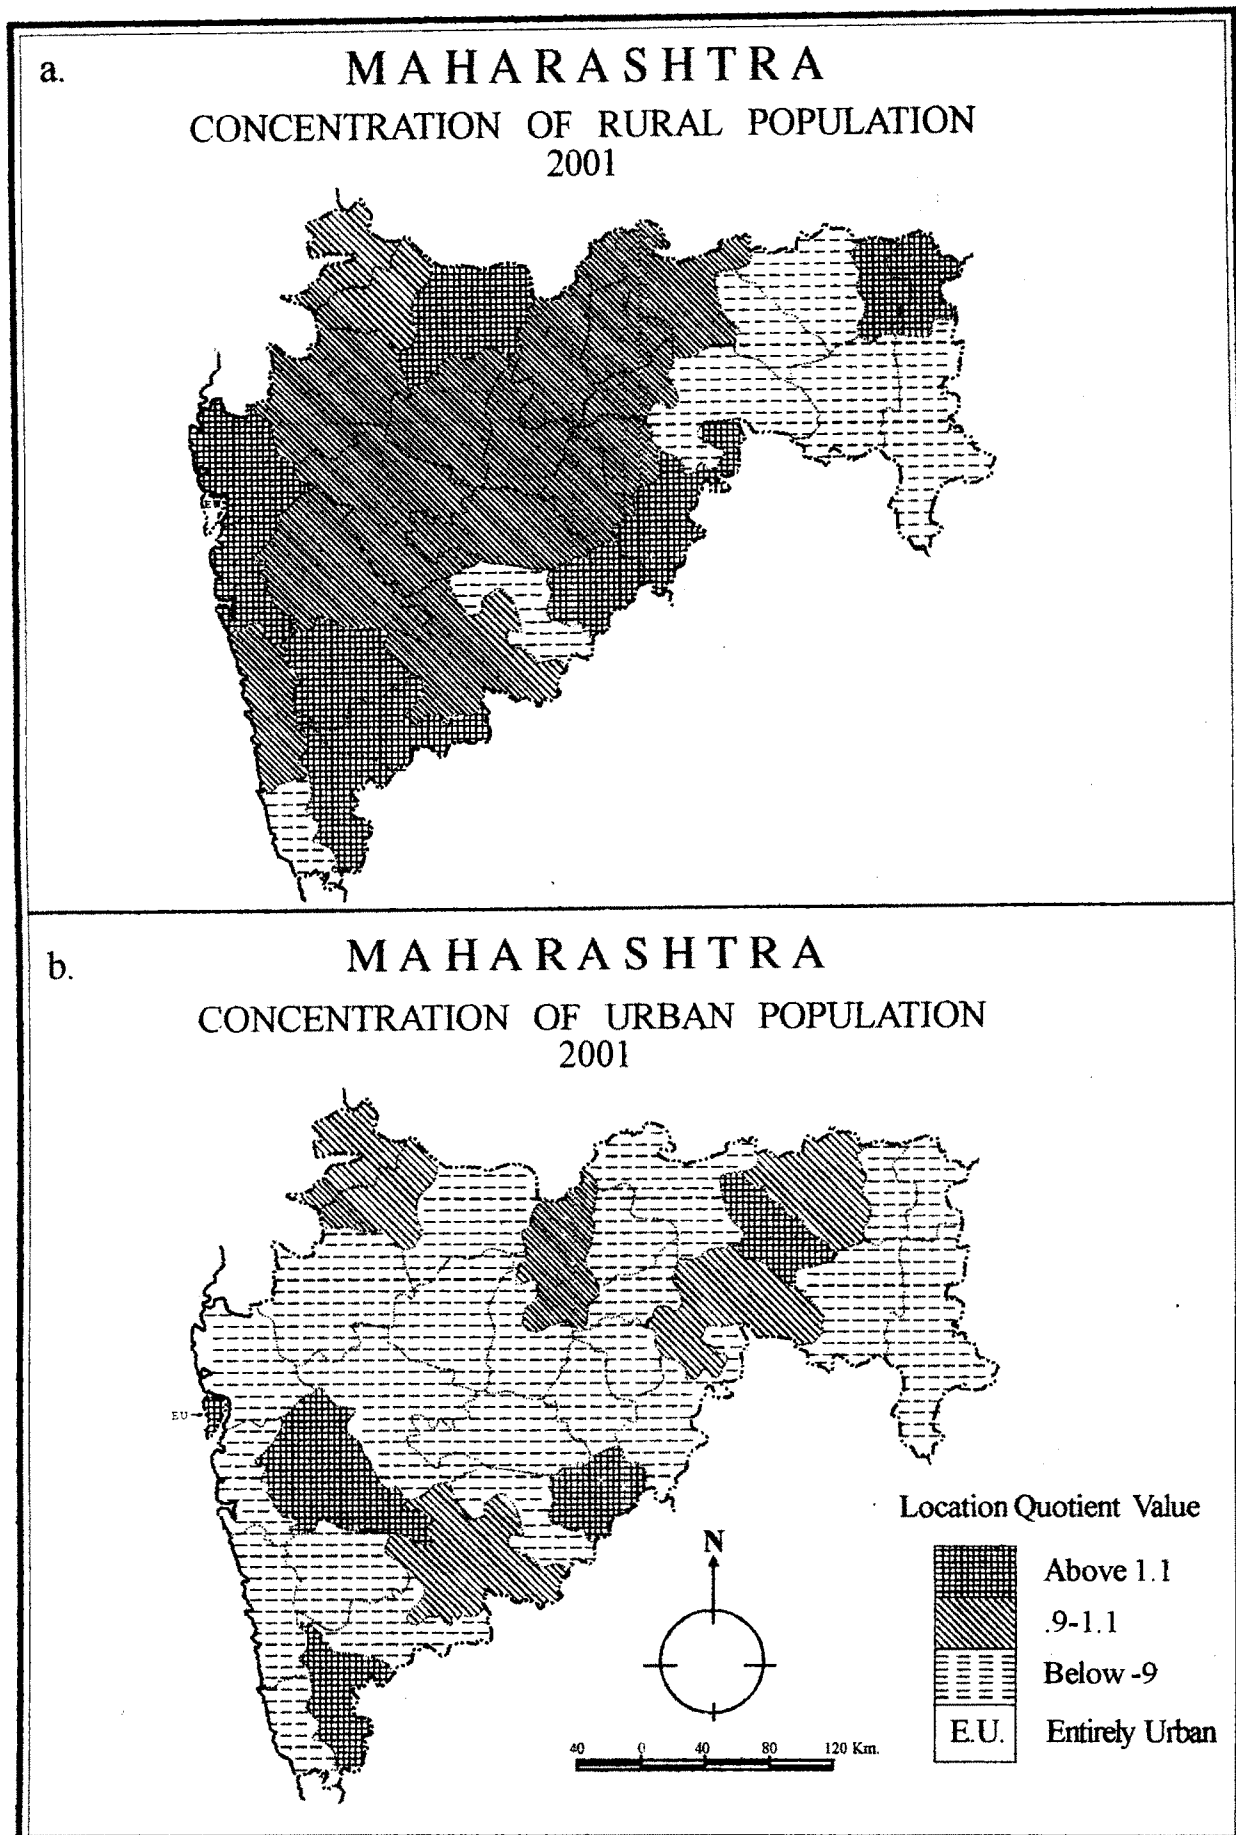 a.
MAHARASHTRA
CONCENTRATION OF RURAL POPULATION
2001
b.
MAHARASHTRA
CONCENTRATION OF URBAN POPULATION
2001
EU
Location Quotient Value
Above 1.1
.9-1.1
Below -9
E.U. Entirely Urban
N
40 0 40 80 120 Km.